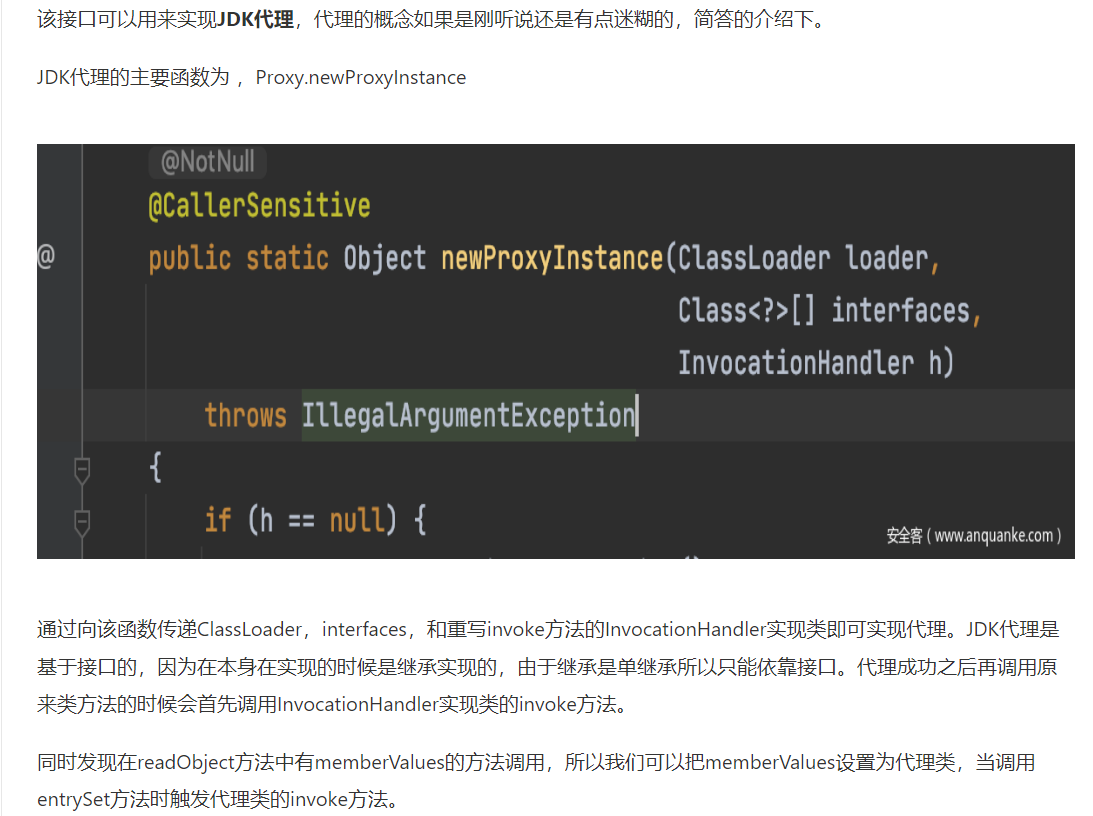 该接口可以用来实现JDK代理，代理的概念如果是刚听说还是有点迷糊的，简答的介绍下。
JDK代理的主要函数为 ，Proxy.newProxyInstance
@NotNull
@CallerSensitive
@ public static Object newProxyInstance(ClassLoader loader,
Class<?>[] interfaces,
InvocationHandler h)
throws IllegalArgumentException
{
if (h == null) {
安全客 ( www.anquanke.com )
通过向该函数传递ClassLoader，interfaces，和重写invoke方法的InvocationHandler实现类即可实现代理。JDK代理是
基于接口的，因为在本身在实现的时候是继承实现的，由于继承是单继承所以只能依靠接口。代理成功之后再调用原
来类方法的时候会首先调用InvocationHandler实现类的invoke方法。
同时发现在readObject方法中有memberValues的方法调用，所以我们可以把memberValues设置为代理类，当调用
entrySet方法时触发代理类的invoke方法。